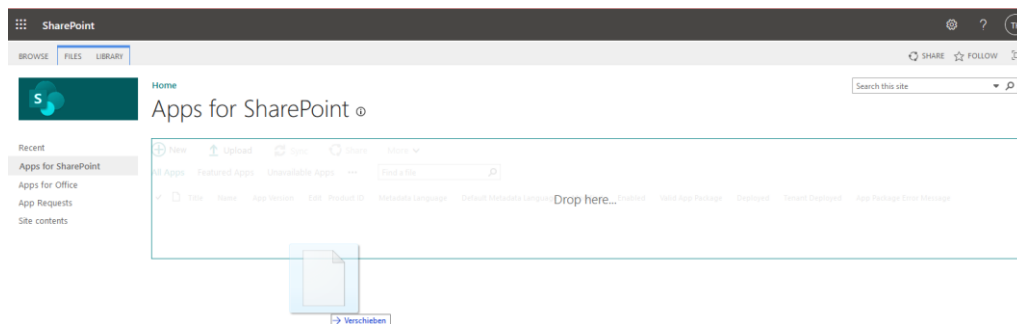 SharePoint ?
BROWSE FILES LIBRARY SHARE FOLLOW
S
Home
Search this site
Apps for SharePoint
Recent
Apps for SharePoint
Apps for Office
App Requests
Site contents
New Upload Sync Share More
All Apps Featured Apps Unavailable Apps ... Find a file
Title Name App Version Edit Product ID Metadata Language Default Metadata Language Drop here... Enabled Valid App Package Deployed Tenant Deployed App Package Error Message
→ Verschieben